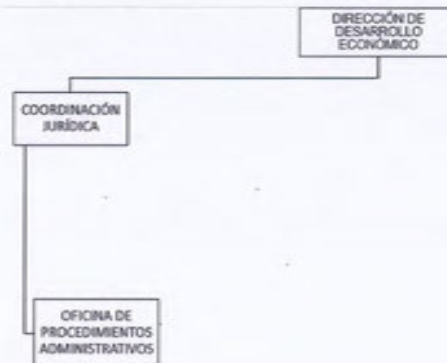 DIRECCIÓN DE
DESARROLLO
ECONÓMICO
COORDINACIÓN
JURÍDICA
OFICINA DE
PROCEDIMIENTOS
ADMINISTRATIVOS